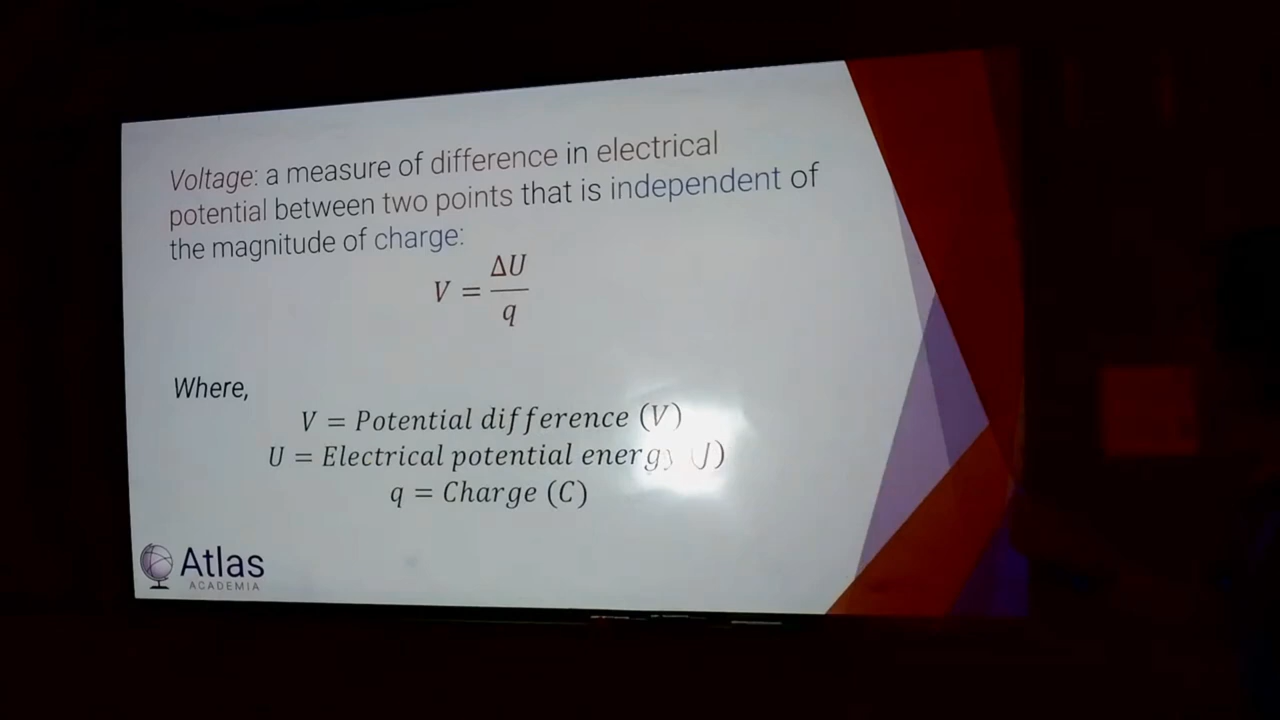 Voltage: a measure of difference in electrical
potential between two points that is independent of
the magnitude of charge:
V = ΔU/q
Where,
V = Potential difference (V)
U = Electrical potential energy (J)
q = Charge (C)
Atlas
ACADEMIA